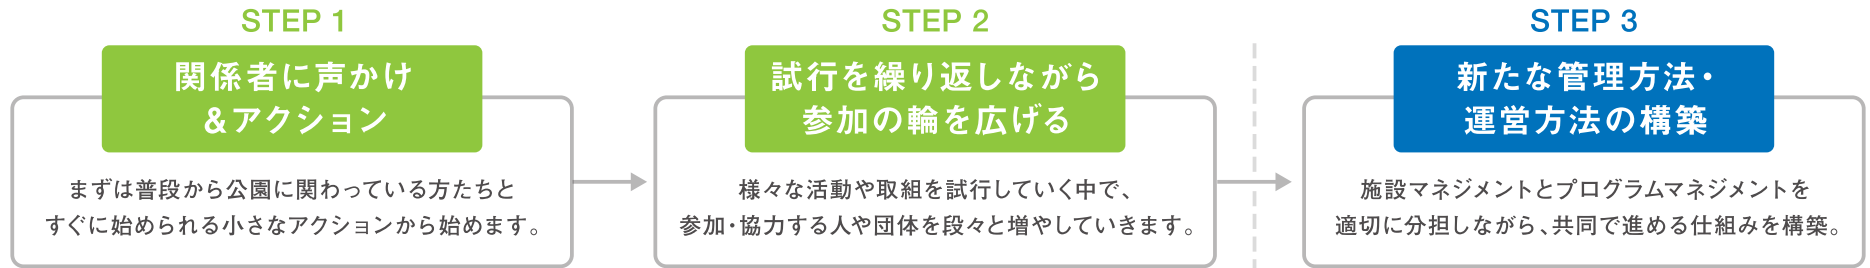 STEP 1
関係者に声かけ
&アクション
まずは普段から公園に関わっている方たちと
すぐに始められる小さなアクションから始めます。
STEP 2
試行を繰り返しながら
参加の輪を広げる
様々な活動や取組を試行していく中で、
参加・協力する人や団体を段々と増やしていきます。
STEP 3
新たな管理方法・
運営方法の構築
施設マネジメントとプログラムマネジメントを
適切に分担しながら、共同で進める仕組みを構築。